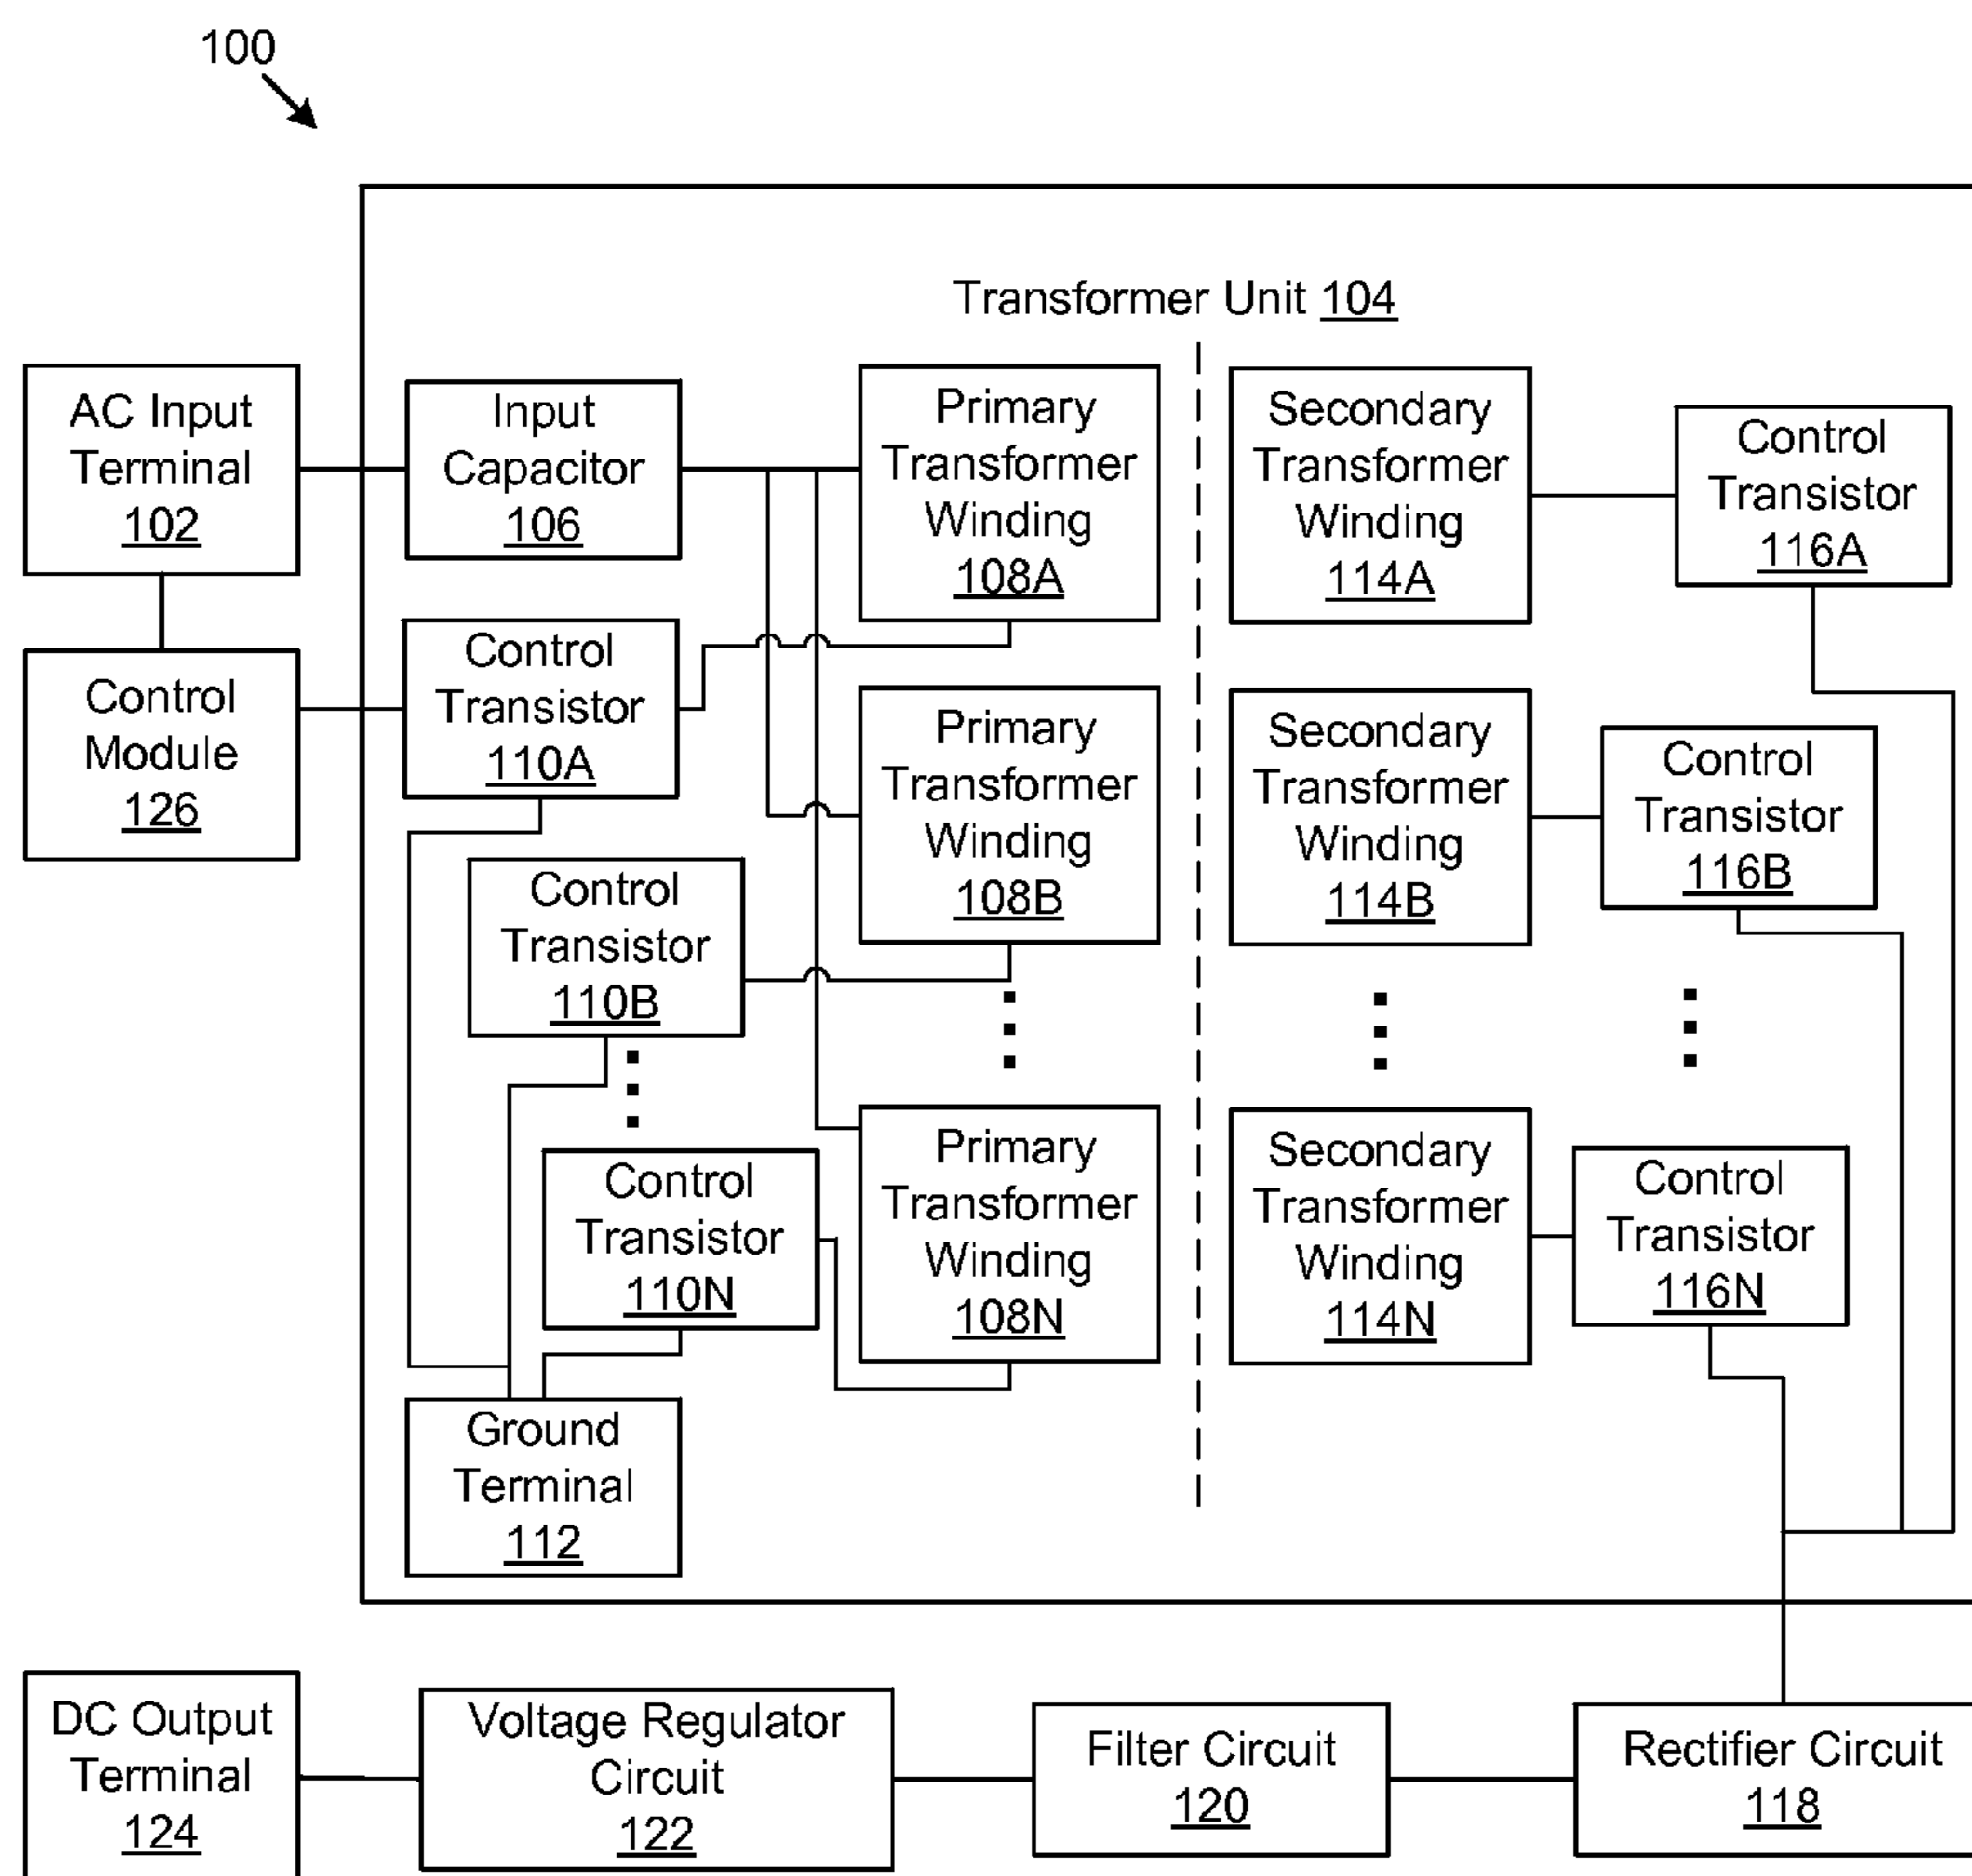 100
Transformer Unit 104
AC Input
Terminal
102
Input
Capacitor
106
Primary
Transformer
Winding
108A
Secondary
Transformer
Winding
114A
Control
Transistor
116A
Control
Module
126
Control
Transistor
110A
Primary
Transformer
Winding
108B
Secondary
Transformer
Winding
114B
Control
Transistor
116B
Control
Transistor
110B
Control
Transistor
110N
Primary
Transformer
Winding
108N
Secondary
Transformer
Winding
114N
Control
Transistor
116N
Ground
Terminal
112
DC Output
Terminal
124
Voltage Regulator
Circuit
122
Filter Circuit
120
Rectifier Circuit
118